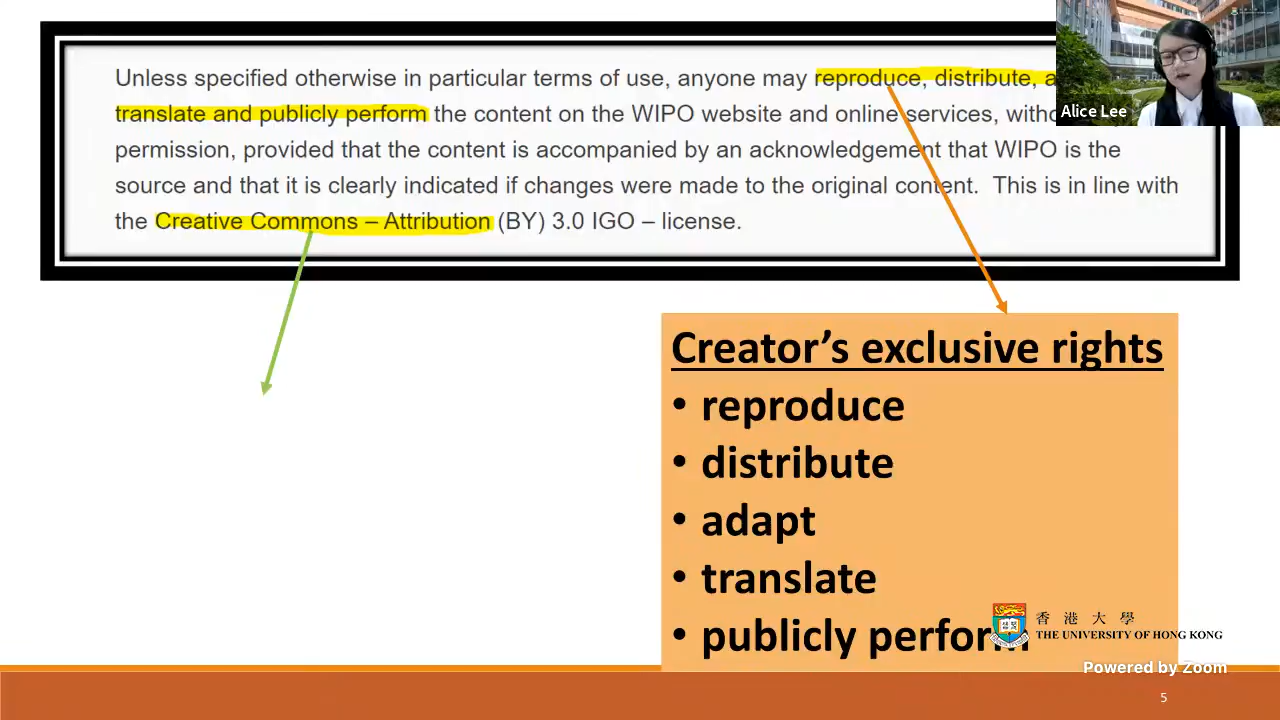 Unless specified otherwise in particular terms of use, anyone may reproduce, distribute,
translate and publicly perform the content on the WIPO website and online services,
permission, provided that the content is accompanied by an acknowledgement that WIPO is the
source and that it is clearly indicated if changes were made to the original content. This is in line with
the Creative Commons – Attribution (BY) 3.0 IGO – license.
Alice Lee
Creator’s exclusive rights
• reproduce
• distribute
• adapt
• translate
• publicly perform
香港大學
THE UNIVERSITY OF HONG KONG
Powered by Zoom
5